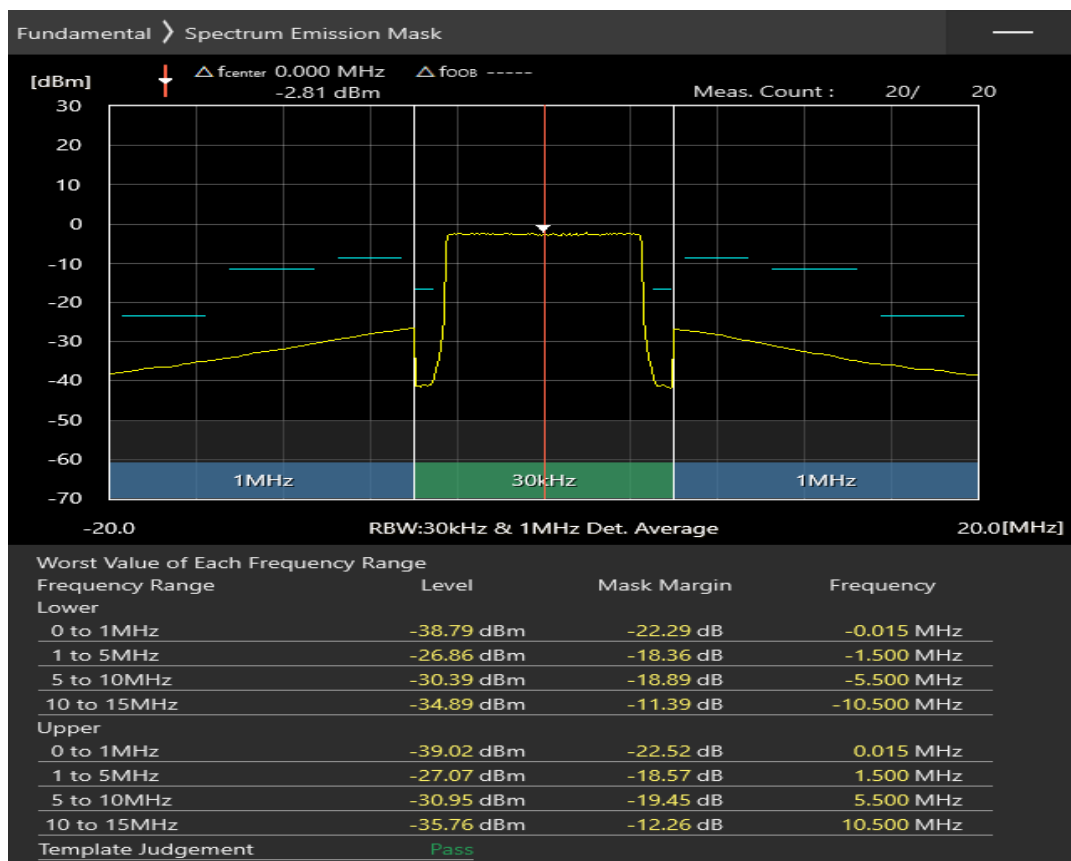 Fundamental ❯ Spectrum Emission Mask
△ fcenter 0.000 MHz △ fOOB -----
[dBm] -2.81 dBm Meas. Count : 20/ 20
30
20
10
0
-10
-20
-30
-40
-50
-60
1MHz 30kHz 1MHz
-70
-20.0 RBW:30kHz & 1MHz Det. Average 20.0[MHz]
Worst Value of Each Frequency Range
Frequency Range Level Mask Margin Frequency
Lower
0 to 1MHz -38.79 dBm -22.29 dB -0.015 MHz
1 to 5MHz -26.86 dBm -18.36 dB -1.500 MHz
5 to 10MHz -30.39 dBm -18.89 dB -5.500 MHz
10 to 15MHz -34.89 dBm -11.39 dB -10.500 MHz
Upper
0 to 1MHz -39.02 dBm -22.52 dB 0.015 MHz
1 to 5MHz -27.07 dBm -18.57 dB 1.500 MHz
5 to 10MHz -30.95 dBm -19.45 dB 5.500 MHz
10 to 15MHz -35.76 dBm -12.26 dB 10.500 MHz
Template Judgement Pass